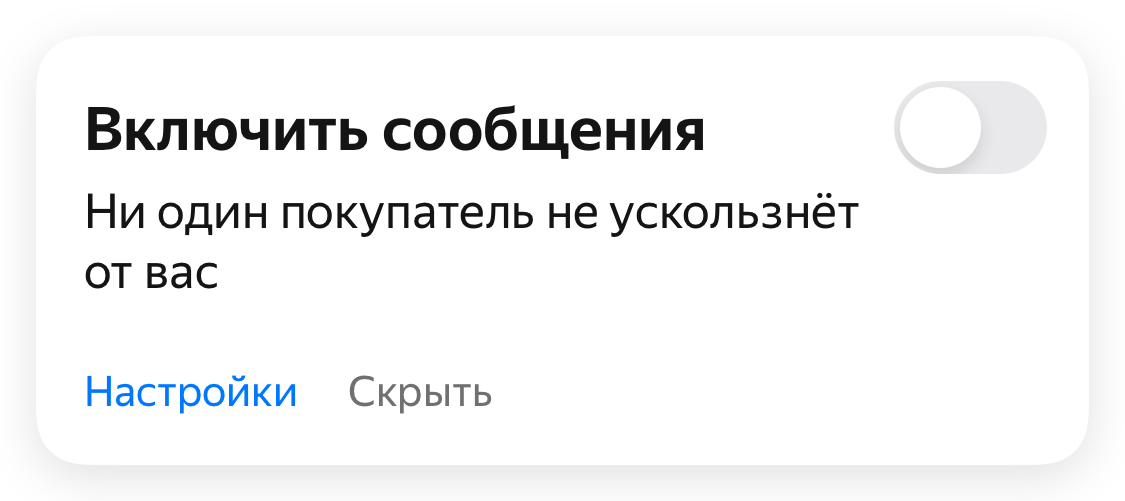 Включить сообщения
Ни один покупатель не ускользнёт
от вас
Настройки Скрыть